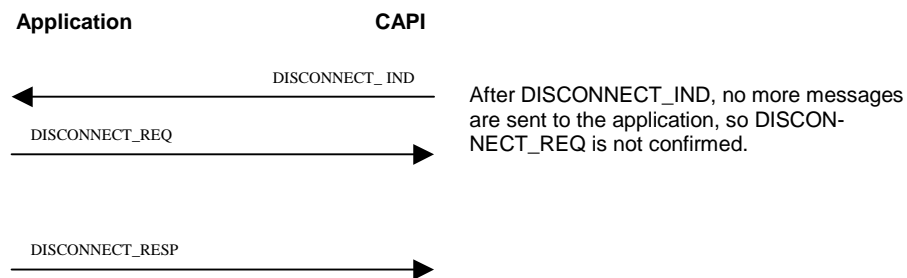 Application CAPI
DISCONNECT_ IND
After DISCONNECT_IND, no more messages
are sent to the application, so DISCON-
NECT_REQ is not confirmed.
DISCONNECT_REQ
DISCONNECT_RESP